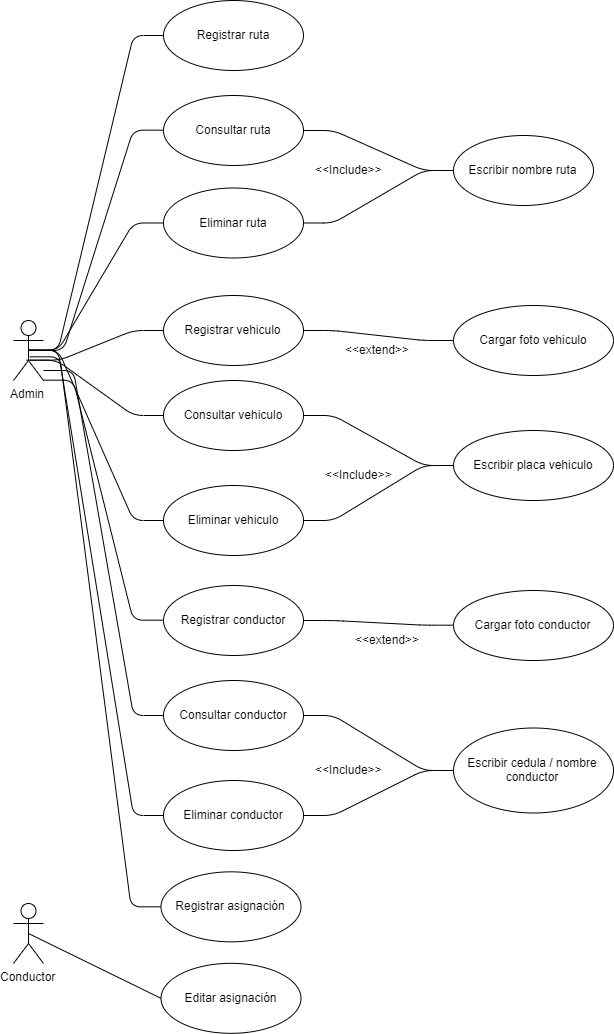 Registrar ruta
Consultar ruta
<<Include>>
Escribir nombre ruta
Eliminar ruta
Registrar vehiculo
<<extend>>
Cargar foto vehiculo
Admin
Consultar vehiculo
<<Include>>
Escribir placa vehiculo
Eliminar vehiculo
Registrar conductor
<<extend>>
Cargar foto conductor
Consultar conductor
<<Include>>
Escribir cedula / nombre
conductor
Eliminar conductor
Registrar asignación
Conductor
Editar asignación